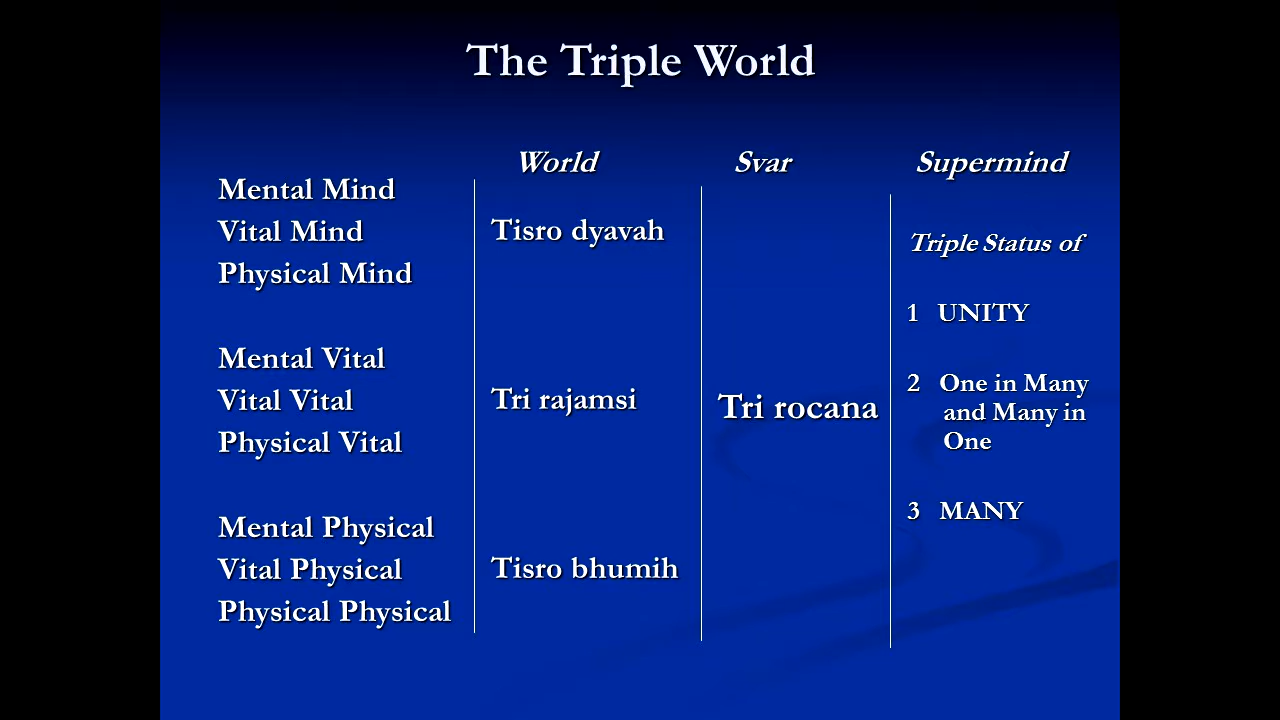 The Triple World
World
Svar
Supermind
Mental Mind
Vital Mind
Physical Mind
Tisro dyavah
Mental Vital
Vital Vital
Physical Vital
Tri rajamsi
Mental Physical
Vital Physical
Physical Physical
Tisro bhumih
Tri rocana
Triple Status of
1 UNITY
2 One in Many
and Many in
One
3 MANY